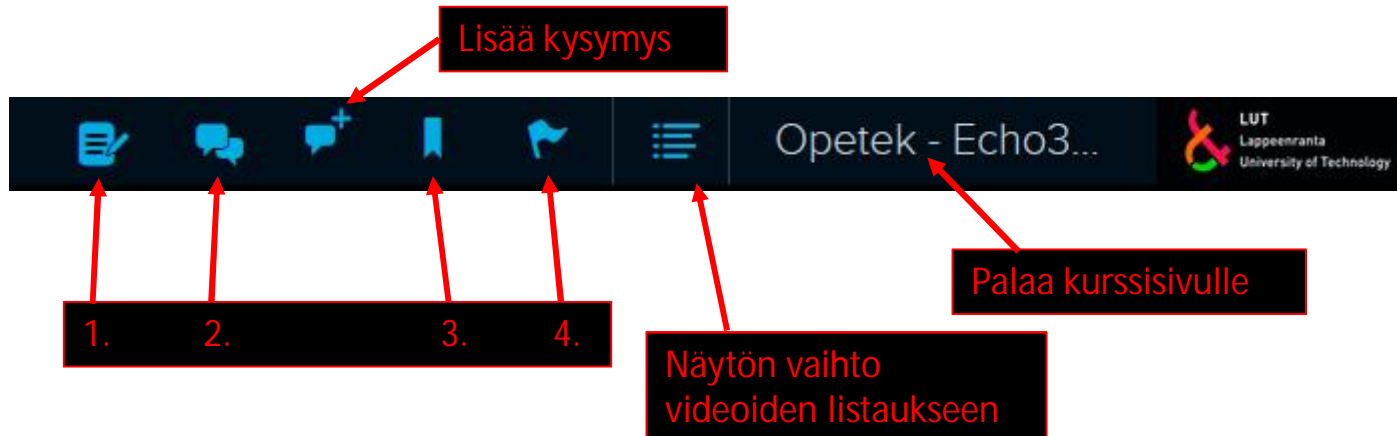 Lisää kysymys
Opetek - Echo3...
LUT
Lappeenranta
University of Technology
Palaa kurssisivulle
1. 2. 3. 4.
Näytön vaihto
videoiden listaukseen